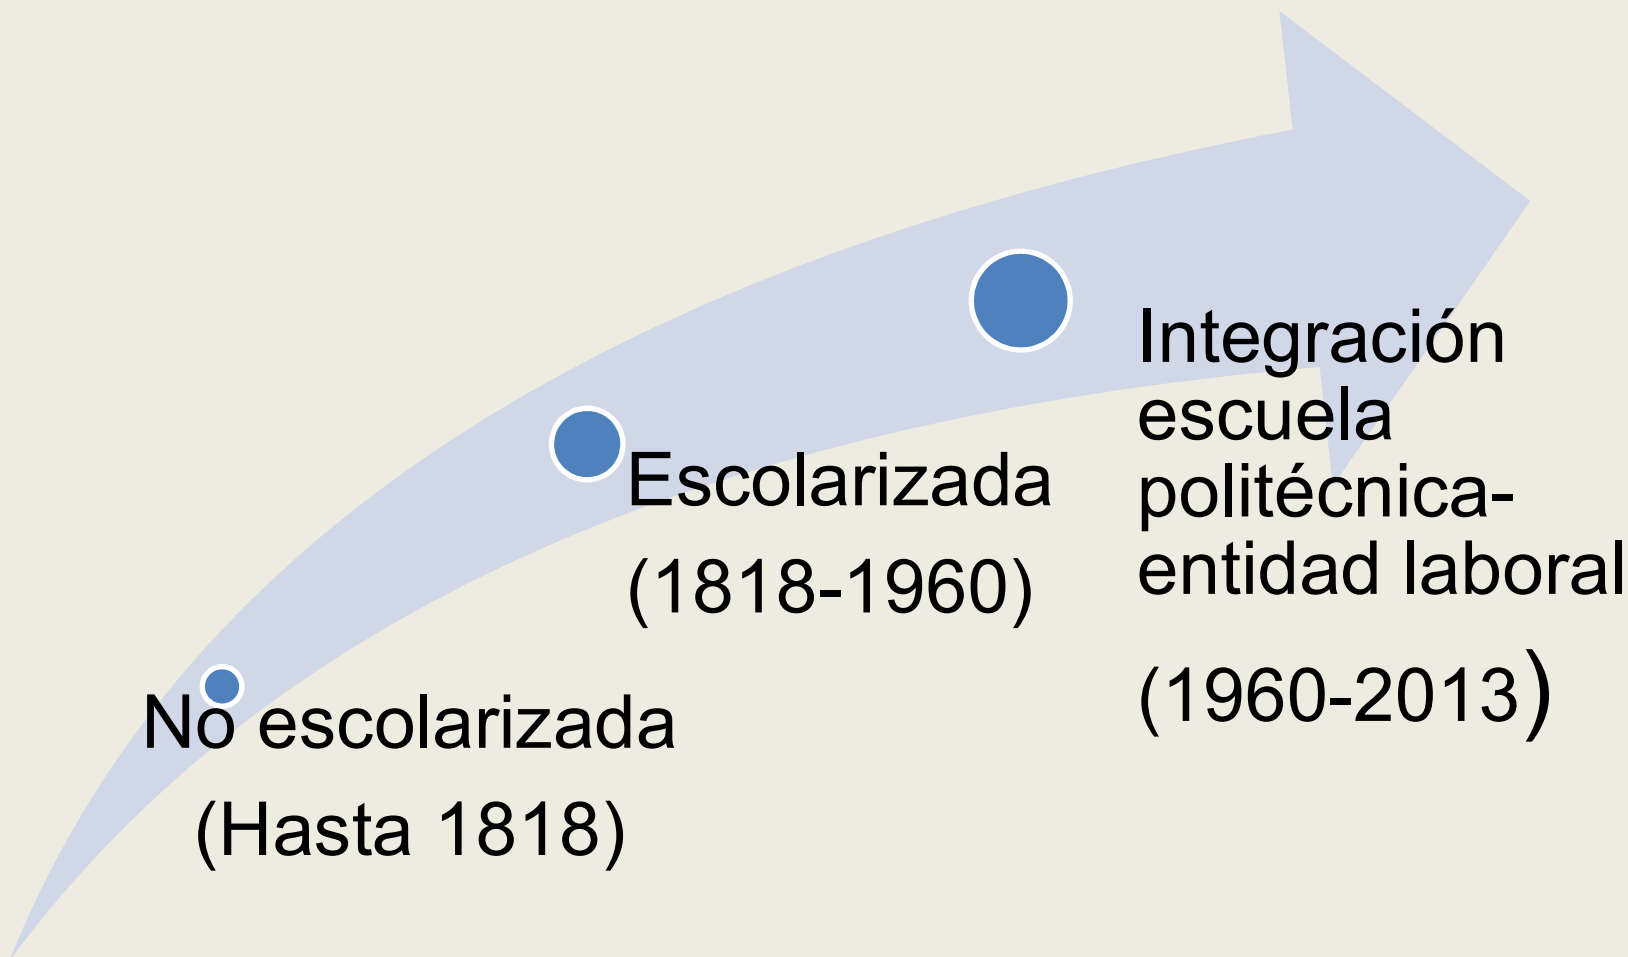 No escolarizada
(Hasta 1818)
Escolarizada
(1818-1960)
Integración
escuela
politécnica-
entidad laboral
(1960-2013)